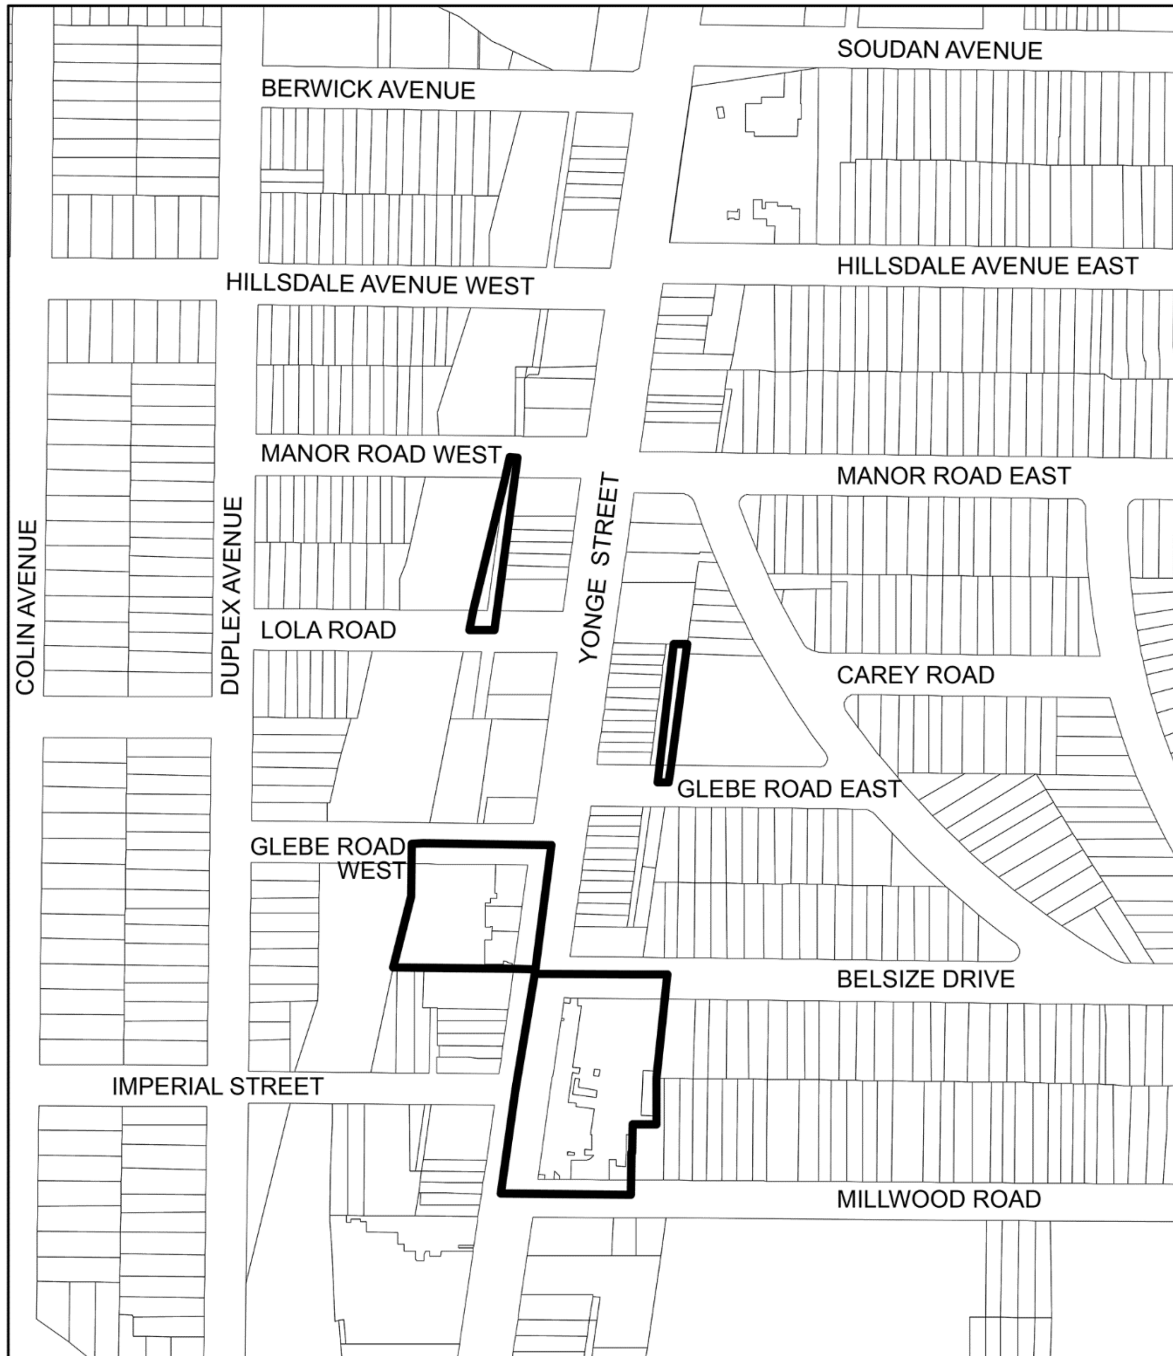 SOUDAN AVENUE
BERWICK AVENUE
HILLSDALE AVENUE EAST
HILLSDALE AVENUE WEST
MANOR ROAD WEST
MANOR ROAD EAST
COLIN AVENUE
DUPLEX AVENUE
YONGE STREET
LOLA ROAD
CAREY ROAD
GLEBE ROAD EAST
GLEBE ROAD
WEST
BELSIZE DRIVE
IMPERIAL STREET
MILLWOOD ROAD